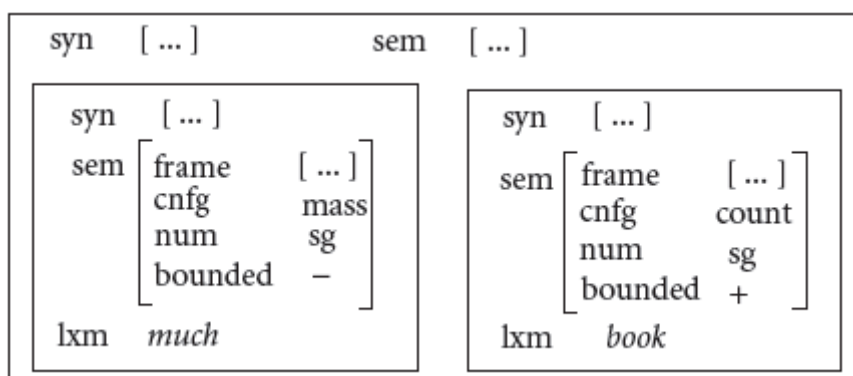 syn [ ... ] sem [ ... ]
syn [ ... ]
sem frame [ ... ]
cnfg mass
num sg
bounded –
lxm much
syn [ ... ]
sem frame [ ... ]
cnfg count
num sg
bounded +
lxm book